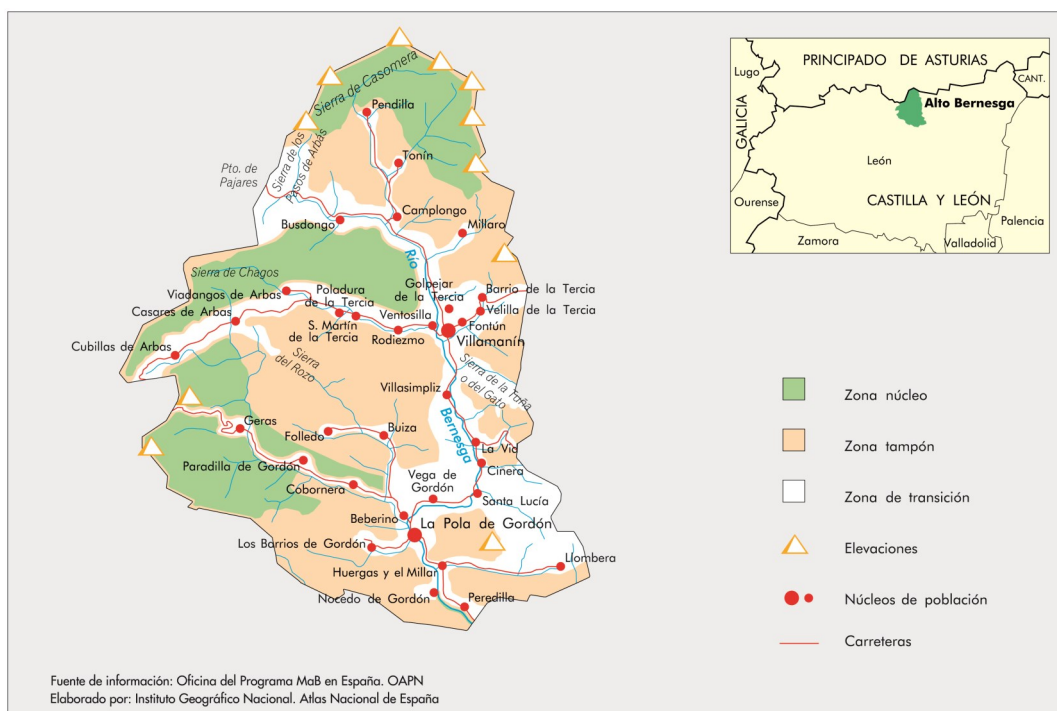 Sierra de Casomera
Pendilla
Sierra de los
Pasos de Arbás
Tonín
Pto. de
Pajares
Camplongo
Busdongo
Millaro
Río
Sierra de Chagos
Golpejar
de la Tercia
Barrio de la Tercia
Viadangos de Arbas
Poladura
de la Tercia
Velilla de la Tercia
Casares de Arbas
Ventosilla
Fontún
S. Martín
de la Tercia
Rodiezmo
Villamanín
Cubillas de Arbas
Sierra
del Rozo
Sierra de la Tuña
o del Gato
Villasimpliz
Bernesga
Geras
Folledo
Buiza
La Vid
Paradilla de Gordón
Ciñera
Vega de
Gordón
Cobornera
Santa Lucía
Beberino
La Pola de Gordón
Los Barrios de Gordón
Llombera
Huergas y el Millar
Nocedo de Gordón
Peredilla
PRINCIPADO DE ASTURIAS
Lugo
CANT.
GALICIA
Alto Bernesga
León
CASTILLA Y LEÓN
Ourense
Palencia
Zamora
Valladolid
Zona núcleo
Zona tampón
Zona de transición
Elevaciones
Núcleos de población
Carreteras
Fuente de información: Oficina del Programa MaB en España. OAPN
Elaborado por: Instituto Geográfico Nacional. Atlas Nacional de España